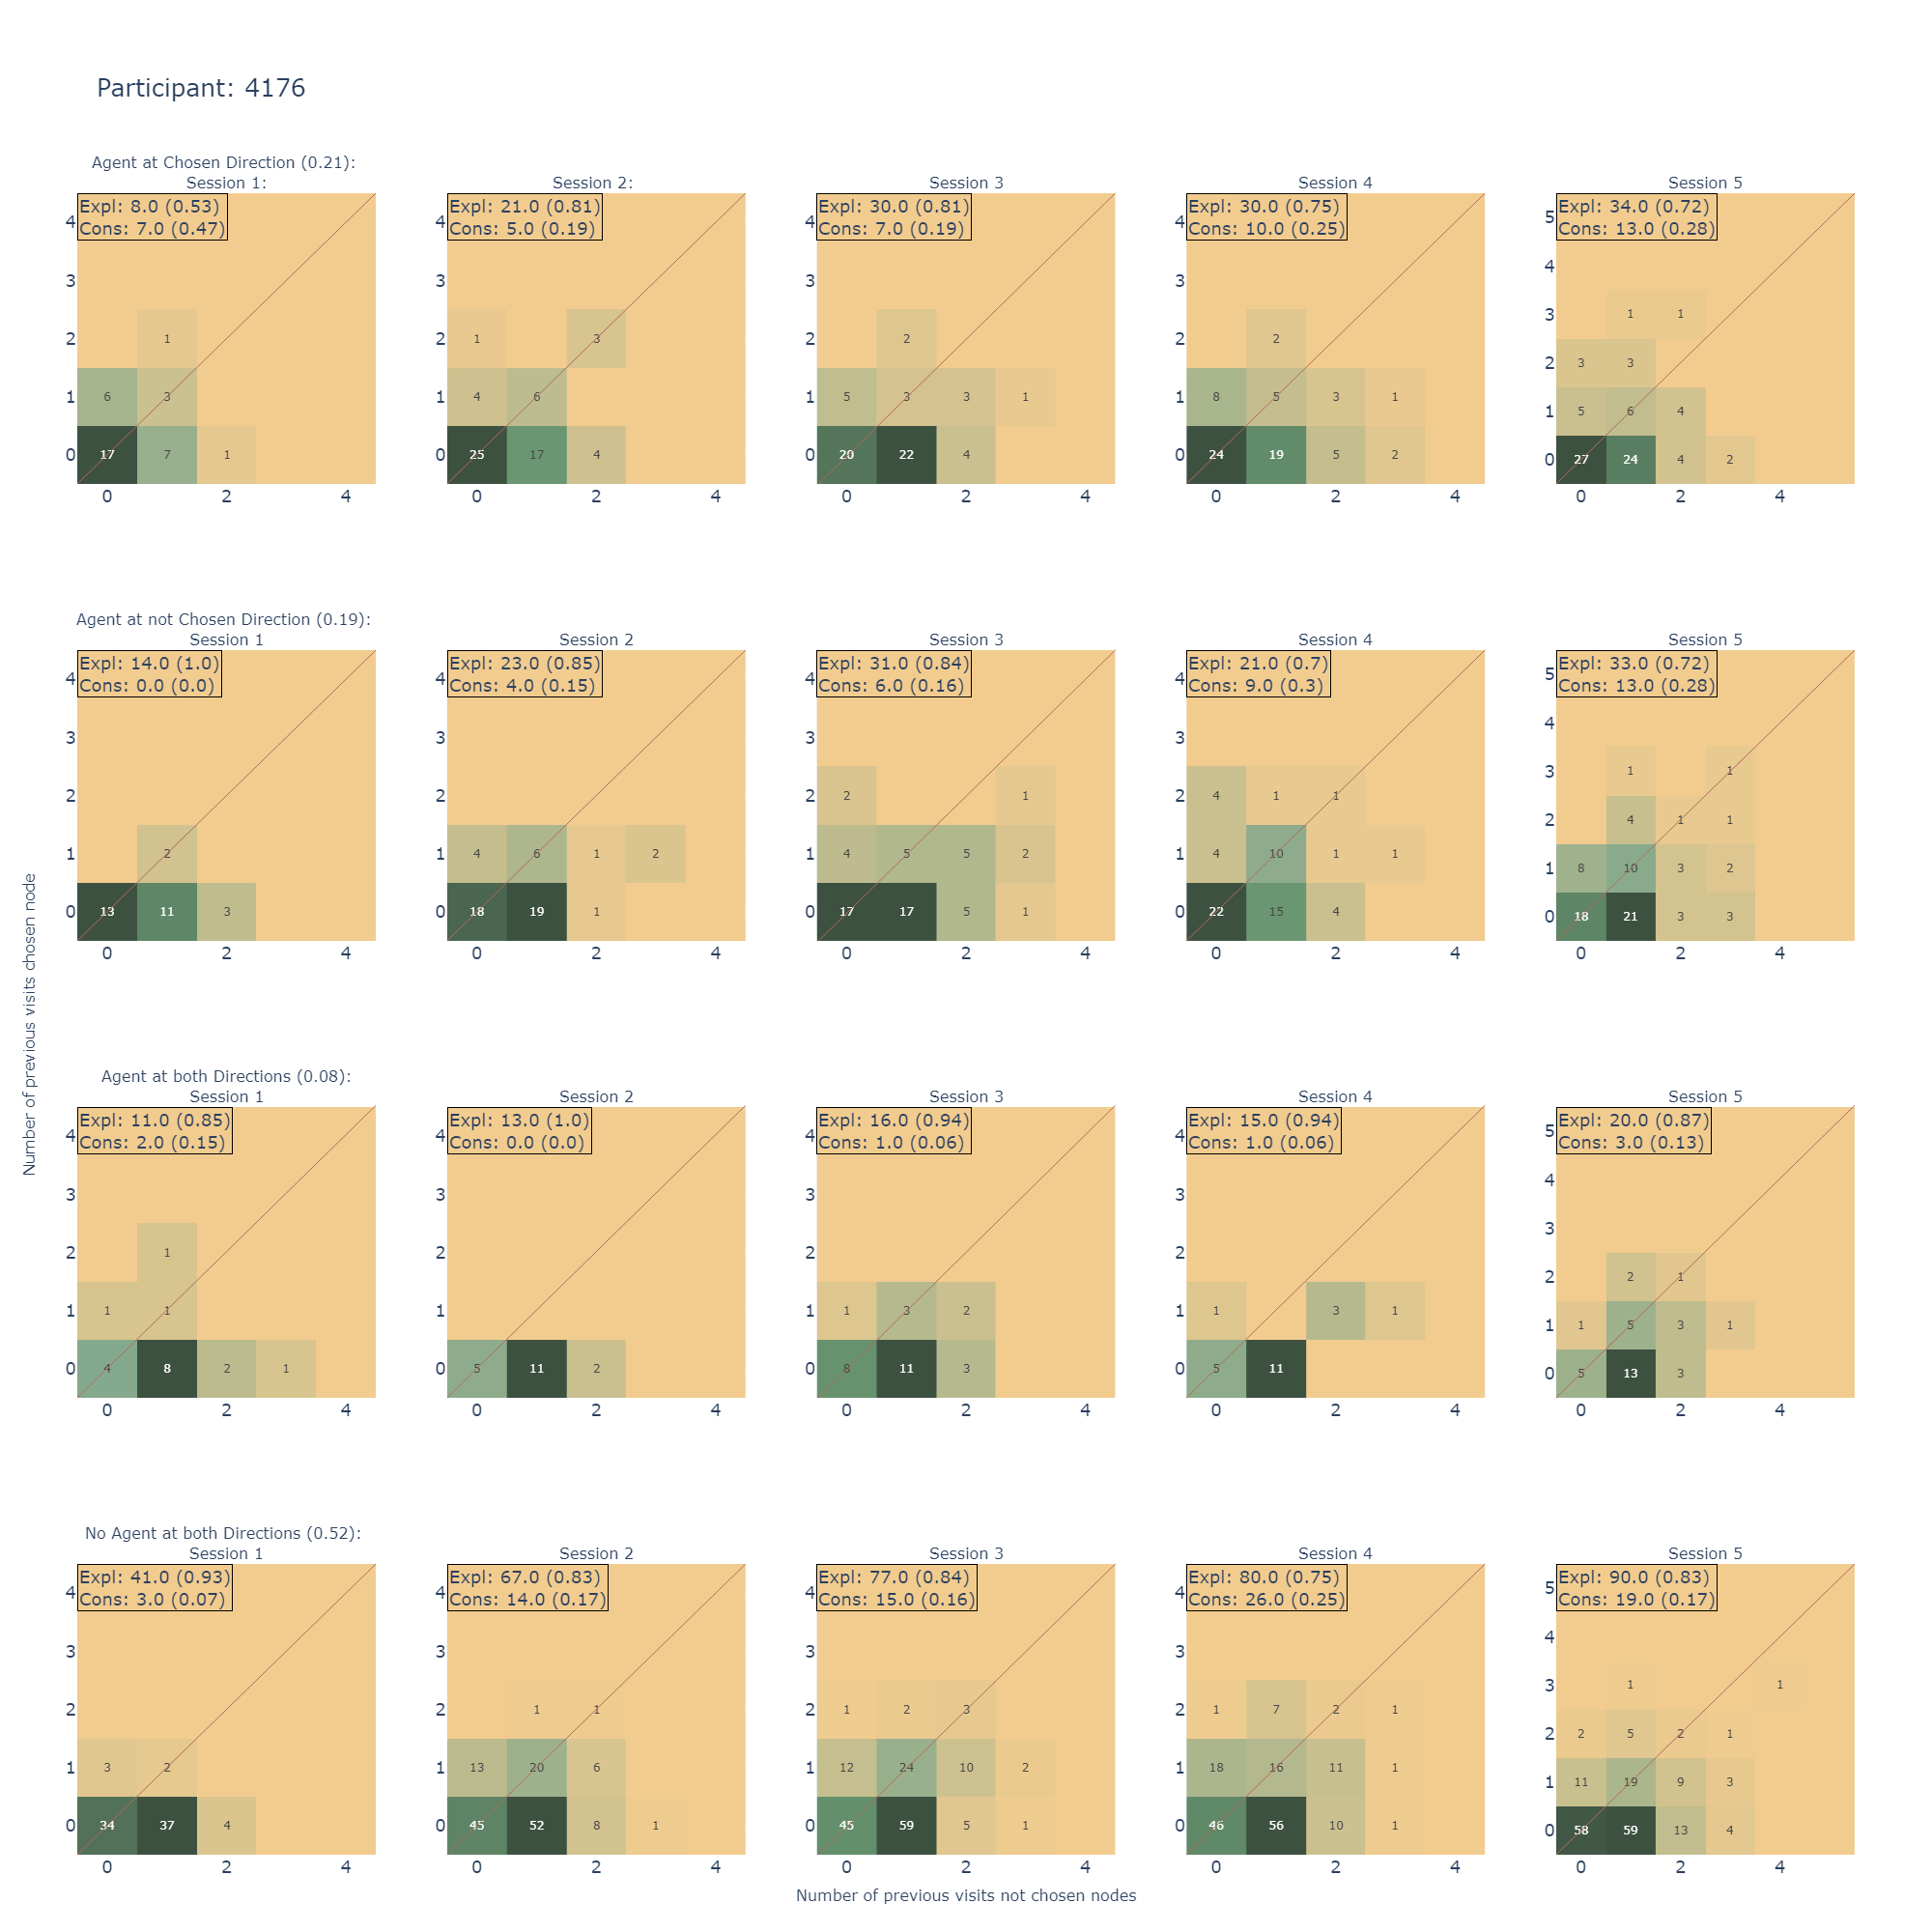 Participant: 4176
Agent at Chosen Direction (0.21):
Session 1: Session 2: Session 3 Session 4 Session 5
Expl: 8.0 (0.53) Expl: 21.0 (0.81) Expl: 30.0 (0.81) Expl: 30.0 (0.75) Expl: 34.0 (0.72)
Cons: 7.0 (0.47) Cons: 5.0 (0.19) Cons: 7.0 (0.19) Cons: 10.0 (0.25) Cons: 13.0 (0.28)
4 4 4 4 5
3 3 3 3 4
3 1 1
2 1 2 1 3 2 2 2 2 2 3 3
1 6 3 1 4 6 1 5 3 3 1 1 8 5 3 1 1 5 6 4
0 17 7 1 0 25 17 4 0 20 22 4 0 24 19 5 2 0 27 24 4 2
0 2 4 0 2 4 0 2 4 0 2 4 0 2 4
Agent at not Chosen Direction (0.19):
Session 1 Session 2 Session 3 Session 4 Session 5
Expl: 14.0 (1.0) Expl: 23.0 (0.85) Expl: 31.0 (0.84) Expl: 21.0 (0.7) Expl: 33.0 (0.72)
Cons: 0.0 (0.0) Cons: 4.0 (0.15) Cons: 6.0 (0.16) Cons: 9.0 (0.3) Cons: 13.0 (0.28)
4 4 4 4 5
3 3 3 3 4
3 1 1
2 2 2 2 1 2 4 1 1 2 4 1 1
1 2 1 4 6 1 2 1 4 5 5 2 1 4 10 1 1 1 8 10 3 2
0 13 11 3 0 18 19 1 0 17 17 5 1 0 22 15 4 0 18 21 3 3
0 2 4 0 2 4 0 2 4 0 2 4 0 2 4
Number of previous visits chosen node
Agent at both Directions (0.08):
Session 1 Session 2 Session 3 Session 4 Session 5
Expl: 11.0 (0.85) Expl: 13.0 (1.0) Expl: 16.0 (0.94) Expl: 15.0 (0.94) Expl: 20.0 (0.87)
Cons: 2.0 (0.15) Cons: 0.0 (0.0) Cons: 1.0 (0.06) Cons: 1.0 (0.06) Cons: 3.0 (0.13)
4 4 4 4 5
3 3 3 3 4
3
2 1 2 2 2 2 2 1
1 1 1 1 1 1 3 2 1 1 3 1 1 1 5 3 1
0 4 8 2 1 0 5 11 2 0 8 11 3 0 5 11 0 5 13 3
0 2 4 0 2 4 0 2 4 0 2 4 0 2 4
No Agent at both Directions (0.52):
Session 1 Session 2 Session 3 Session 4 Session 5
Expl: 41.0 (0.93) Expl: 67.0 (0.83) Expl: 77.0 (0.84) Expl: 80.0 (0.75) Expl: 90.0 (0.83)
Cons: 3.0 (0.07) Cons: 14.0 (0.17) Cons: 15.0 (0.16) Cons: 26.0 (0.25) Cons: 19.0 (0.17)
4 4 4 4 5
3 3 3 3 4
3 1 1
2 2 1 1 2 1 2 3 2 1 7 2 1 2 2 5 2 1
1 3 2 1 13 20 6 1 12 24 10 2 1 18 16 11 1 1 11 19 9 3
0 34 37 4 0 45 52 8 1 0 45 59 5 1 0 46 56 10 1 0 58 59 13 4
0 2 4 0 2 4 0 2 4 0 2 4 0 2 4
Number of previous visits not chosen nodes